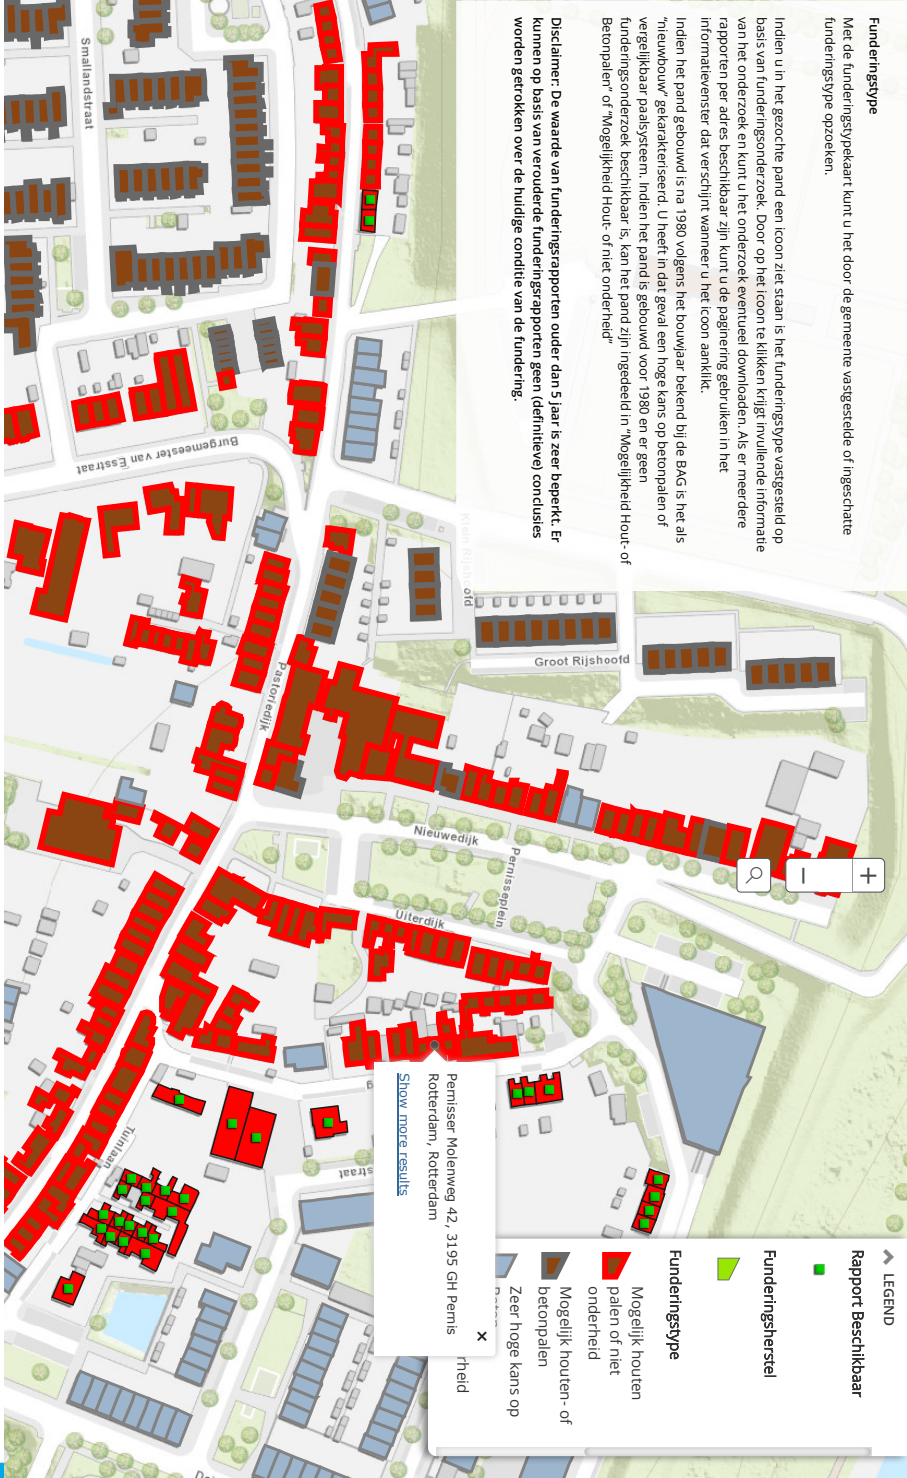 Funderingstype
Met de funderingstypekaart kunt u het door de gemeente vastgestelde of ingeschatte
funderingstype opzoeken.
Indien u in het gezochte pand een icoon ziet staan is het funderingstype vastgesteld op
basis van funderingsonderzoek. Door op het icoon te klikken krijgt invullende informatie
van het onderzoek en kunt u het onderzoek eventueel downloaden. Als er meerdere
rapporten per adres beschikbaar zijn kunt u de paginering gebruiken in het
informatievenster dat verschijnt wanneer u het icoon aanklikt.
Indien het pand gebouwd is na 1980 volgens het bouwjaar bekend bij de BAG is het als
“nieuwbouw” gekarakteriseerd. U heeft in dat geval een hoge kans op betonpalen of
vergelijkbaar paalsysteem. Indien het pand is gebouwd voor 1980 en er geen
funderingsonderzoek beschikbaar is, kan het pand zijn ingedeeld in “Mogelijkheid Hout- of
Betonpalen” of “Mogelijkheid Hout- of niet onderheid”
Disclaimer: De waarde van funderingsrapporten ouder dan 5 jaar is zeer beperkt. Er
kunnen op basis van verouderde funderingsrapporten geen (definitieve) conclusies
worden getrokken over de huidige conditie van de fundering.
LEGEND
Rapport Beschikbaar
Funderingsherstel
Funderingstype
Mogelijk houten
palen of niet
onderheid
Mogelijk houten- of
betonpalen
Zeer hoge kans op
rheid
Pernisser Molenweg 42, 3195 GH Pernis
Rotterdam, Rotterdam
Show more results
Smallandstraat
Burgemeester van Esstraat
Klein Rijshoofd
Groot Rijshoofd
Pastoriedijk
Nieuwedijk
Pernisseplein
Uiterdijk
Tuinlaan
straat